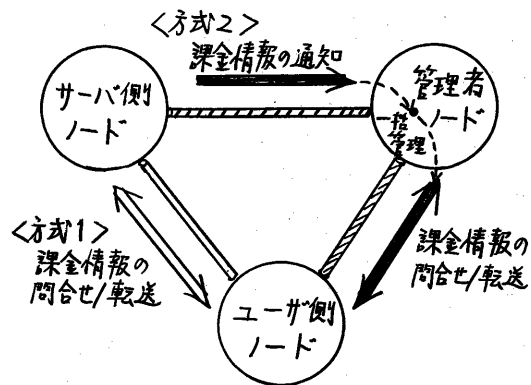 <方式2>
課金情報の通知
サーバ側
ノード
管理者
ノード
一括
管理
<方式1>
課金情報の
問合せ/転送
課金情報の
問合せ/転送
ユーザ側
ノード